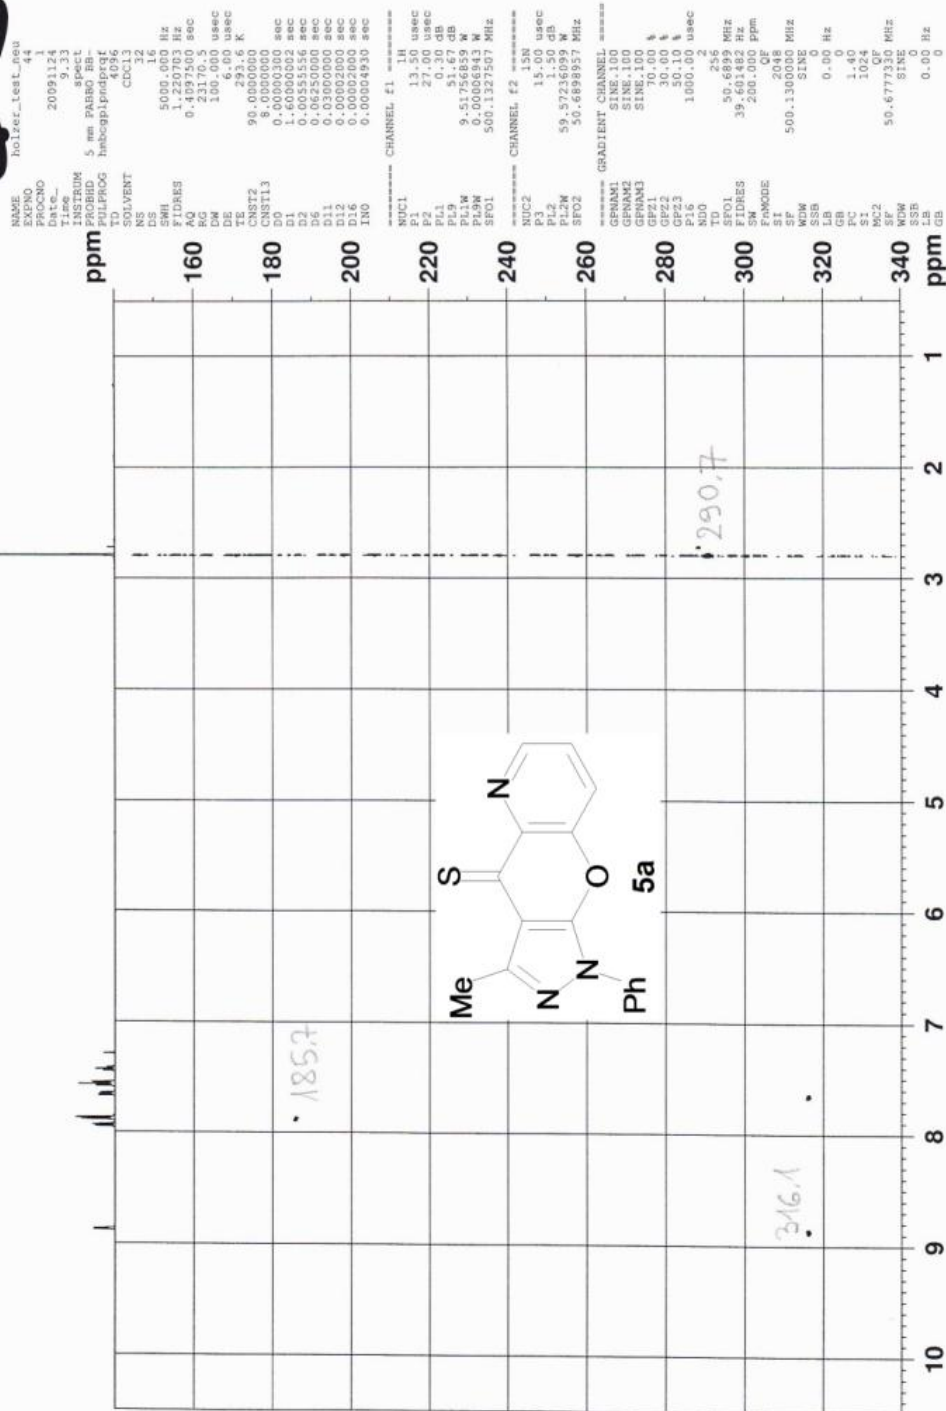 NAME holzer_test_neu
EXPNO 44
PROCNO 1
Date_ 20091124
Time 9.33
INSTRUM spect
PROBHD 5 mm PABBO BB-
PULPROG hmbcgplpndprqf
TD 4096
SOLVENT CDCl3
NS 32
DS 16
SWH 5000.000 Hz
FIDRES 1.220703 Hz
AQ 0.4097500 sec
RG 23170.5
DW 100.000 usec
DE 6.00 usec
TE 293.6 K
CNST2 90.0000000
CNST13 8.0000000
D0 0.00000300 sec
D1 1.60000002 sec
D2 0.00555556 sec
D6 0.06250000 sec
D11 0.03000000 sec
D12 0.00002000 sec
D16 0.00020000 sec
IN0 0.00004930 sec
======== CHANNEL f1 ========
NUC1 1H
P1 13.50 usec
P2 27.00 usec
PL1 0.30 dB
PL9 51.67 dB
PL1W 9.51756859 W
PL9W 0.00006943 W
SFO1 500.1327507 MHz
======== CHANNEL f2 ========
NUC2 15N
P3 15.00 usec
PL2 1.50 dB
PL2W 59.57236099 W
SFO2 50.6898957 MHz
====== GRADIENT CHANNEL =====
GPNAM1 SINE.100
GPNAM2 SINE.100
GPNAM3 SINE.100
GPZ1 70.00 %
GPZ2 30.00 %
GPZ3 50.10 %
P16 1000.00 usec
ND0 2
TD 256
SFO1 50.6899 MHz
FIDRES 39.601482 Hz
SW 200.000 ppm
FnMODE QF
SI 2048
SF 500.1300000 MHz
WDW SINE
SSB 0
LB 0.00 Hz
GB 0
PC 1.40
SI 1024
MC2 QF
SF 50.6777330 MHz
WDW SINE
SSB 0
LB 0.00 Hz
GB 0
ppm
160
180
200
220
240
260
280
300
320
340
ppm
1
2
3
4
5
6
7
8
9
10
290,7
185,7
316,1
Me
S
N
N
N
O
Ph
5a